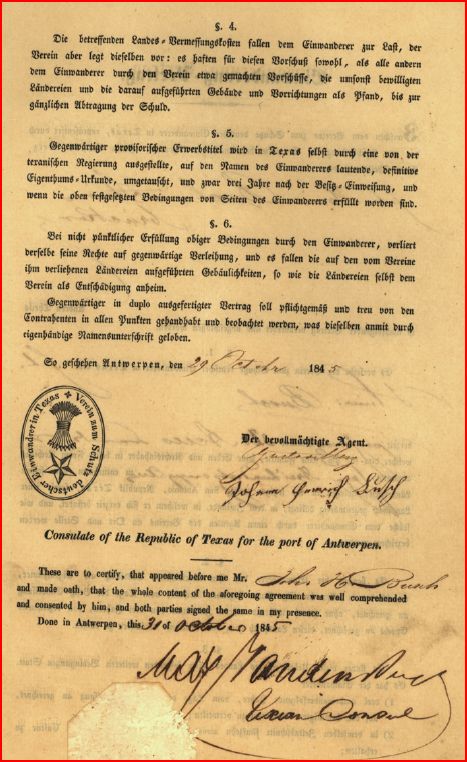 §. 4.
Die betreffenden Landes-Vermessungskosten fallen dem Einwanderer zur Last, der
Verein aber legt dieselben vor: es haften für diesen Vorschuß sowohl, als alle andern
dem Einwanderer durch den Verein etwa gemachten Vorschüsse, die umsonst bewilligten
Ländereien und die darauf aufgeführten Gebäude und Vorrichtungen als Pfand, bis zur
gänzlichen Abtragung der Schuld.
§. 5.
Gegenwärtiger provisorischer Erwerbstitel wird in Texas selbst durch eine von der
texanischen Regierung ausgestellte, auf den Namen des Einwanderers lautende, definitive
Eigenthums-Urkunde, umgetauscht, und zwar drei Jahre nach der Besitz-Einweisung, und
wenn die oben festgesetzten Bedingungen von Seiten des Einwanderers erfüllt worden sind.
§. 6.
Bei nicht pünktlicher Erfüllung obiger Bedingungen durch den Einwanderer, verliert
derselbe seine Rechte auf gegenwärtige Verleihung, und es fallen die auf den vom Vereine
ihm verliehenen Ländereien aufgeführten Gebäulichkeiten, so wie die Ländereien selbst dem
Verein als Entschädigung anheim.
Gegenwärtiger in duplo ausgefertigter Vertrag soll pflichtgemäß und treu von den
Contrahenten in allen Punkten gehandhabt und beobachtet werden, was dieselben anmit durch
eigenhändige Namensunterschrift geloben.
So geschehen Antwerpen, den 29 October 1845
Verein zum Schutz deutscher Einwandrer in Texas
Der bevollmächtigte Agent.
Johann Heinrich Busch
Consulate of the Republic of Texas for the port of Antwerpen.
These are to certify, that appeared before me Mr. John H. Busch
and made oath, that the whole content of the aforegoing agreement was well comprehended
and consented by him, and both parties signed the same in my presence.
Done in Antwerpen, this 31 October 1845
Texian Consul